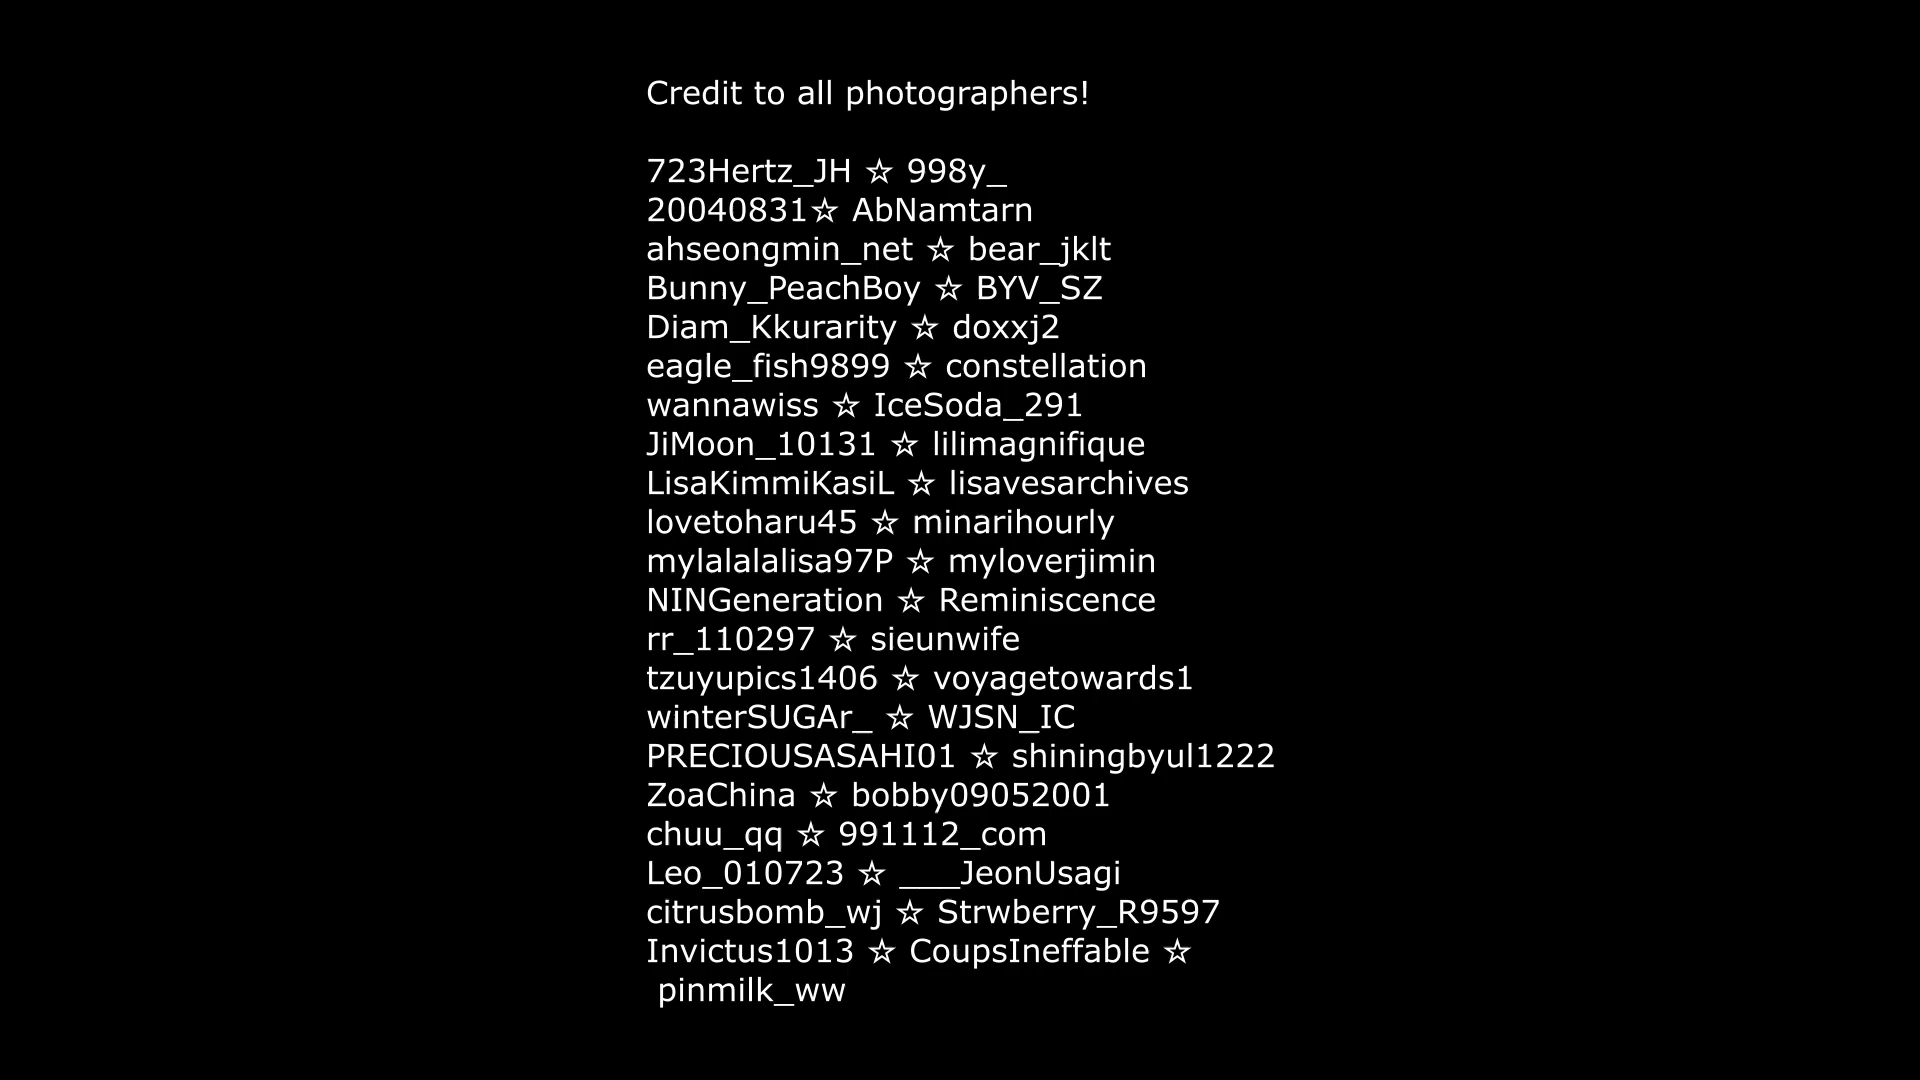 Credit to all photographers!
723Hertz_JH ☆ 998y_
20040831☆ AbNamtarn
ahseongmin_net ☆ bear_jklt
Bunny_PeachBoy ☆ BYV_SZ
Diam_Kkurarity ☆ doxxj2
eagle_fish9899 ☆ constellation
wannawiss ☆ IceSoda_291
JiMoon_10131 ☆ lilimagnifique
LisaKimmiKasiL ☆ lisavesarchives
lovetoharu45 ☆ minarihourly
mylalalalisa97P ☆ myloverjimin
NINGeneration ☆ Reminiscence
rr_110297 ☆ sieunwife
tzuyupics1406 ☆ voyagetowards1
winterSUGAr_ ☆ WJSN_IC
PRECIOUSASAHI01 ☆ shiningbyul1222
ZoaChina ☆ bobby09052001
chuu_qq ☆ 991112_com
Leo_010723 ☆ ___JeonUsagi
citrusbomb_wj ☆ Strwberry_R9597
Invictus1013 ☆ CoupsIneffable ☆
pinmilk_ww